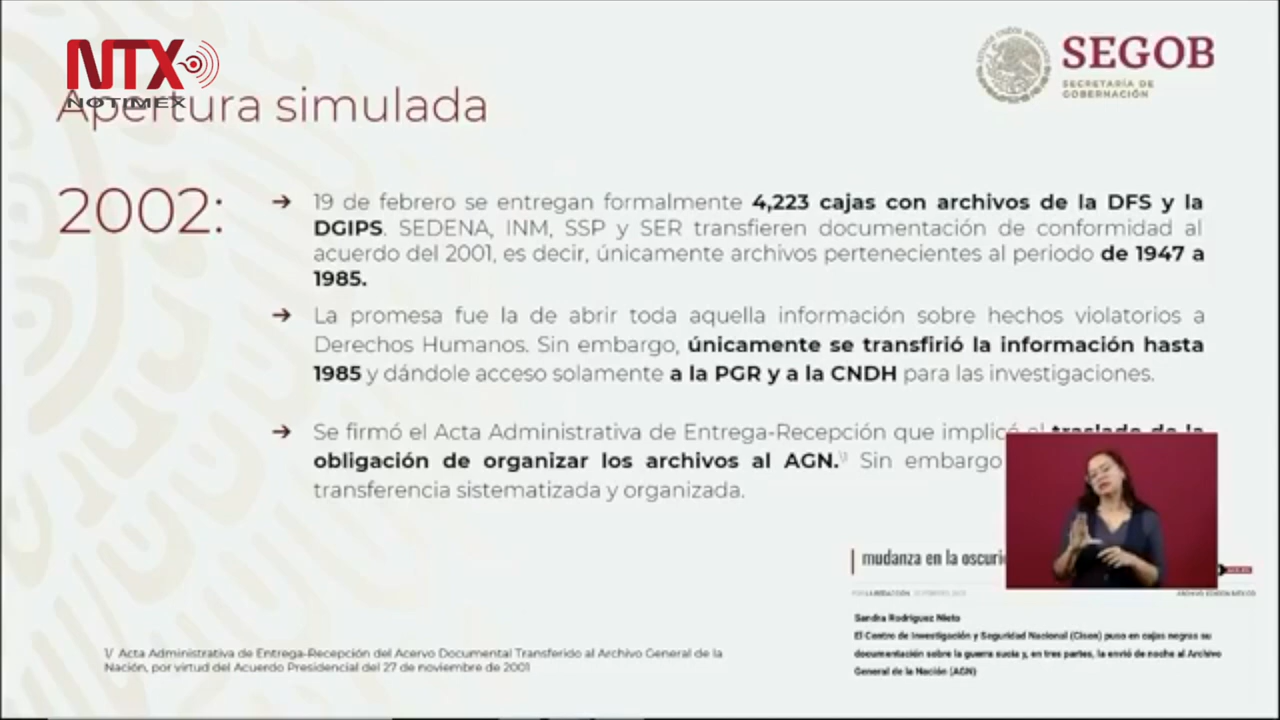 NTX
NOTIMEX
SEGOB
SECRETARÍA DE
GOBERNACIÓN
Apertura simulada
2002:
➔ 19 de febrero se entregan formalmente 4,223 cajas con archivos de la DFS y la
DGIPS. SEDENA, INM, SSP y SER transfieren documentación de conformidad al
acuerdo del 2001, es decir, únicamente archivos pertenecientes al periodo de 1947 a
1985.
➔ La promesa fue la de abrir toda aquella información sobre hechos violatorios a
Derechos Humanos. Sin embargo, únicamente se transfirió la información hasta
1985 y dándole acceso solamente a la PGR y a la CNDH para las investigaciones.
➔ Se firmó el Acta Administrativa de Entrega-Recepción que implicó el traslado de la
obligación de organizar los archivos al AGN.\1 Sin embargo
transferencia sistematizada y organizada.
mudanza en la oscuri
POR LA REDACCIÓN
Sandra Rodríguez Nieto
El Centro de Investigación y Seguridad Nacional (Cisen) puso en cajas negras su
documentación sobre la guerra sucia y, en tres partes, la envió de noche al Archivo
General de la Nación (AGN)
1/ Acta Administrativa de Entrega-Recepción del Acervo Documental Transferido al Archivo General de la
Nación, por virtud del Acuerdo Presidencial del 27 de noviembre de 2001